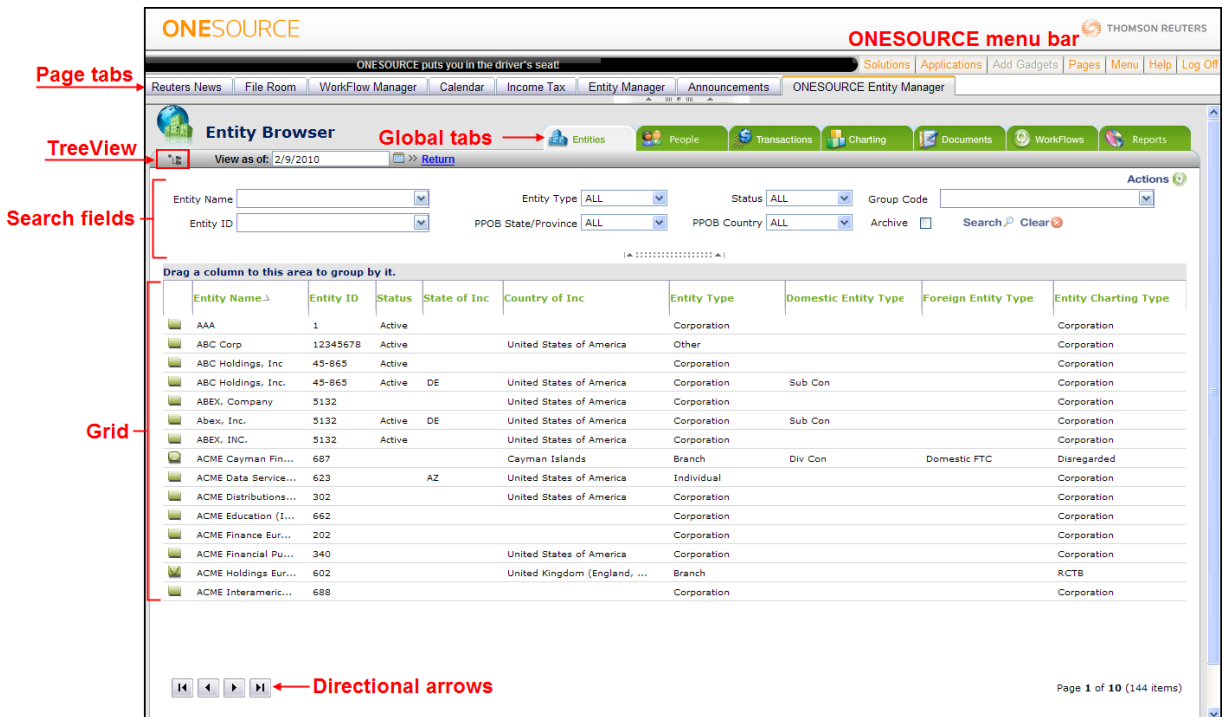 ONESOURCE
THOMSON REUTERS
ONESOURCE menu bar
ONESOURCE puts you in the driver's seat!
Solutions Applications Add Gadgets Pages Menu Help Log Off
Page tabs
Reuters News File Room WorkFlow Manager Calendar Income Tax Entity Manager Announcements ONESOURCE Entity Manager
Entity Browser
Global tabs
Entities People Transactions Charting Documents WorkFlows Reports
TreeView
View as of: 2/9/2010 >> Return
Actions
Search fields
Entity Name Entity Type ALL Status ALL Group Code
Entity ID PPOB State/Province ALL PPOB Country ALL Archive Search Clear
Drag a column to this area to group by it.
Grid
Entity Name Entity ID Status State of Inc Country of Inc Entity Type Domestic Entity Type Foreign Entity Type Entity Charting Type
AAA 1 Active Corporation Corporation
ABC Corp 12345678 Active United States of America Other Corporation
ABC Holdings, Inc 45-865 Active Corporation Corporation
ABC Holdings, Inc. 45-865 Active DE United States of America Corporation Sub Con Corporation
ABEX, Company 5132 United States of America Corporation Corporation
Abex, Inc. 5132 Active DE United States of America Corporation Sub Con Corporation
ABEX, INC. 5132 Active United States of America Corporation Corporation
ACME Cayman Fin... 687 Cayman Islands Branch Div Con Domestic FTC Disregarded
ACME Data Service... 623 AZ United States of America Individual Corporation
ACME Distributions... 302 United States of America Corporation Corporation
ACME Education (I... 662 Corporation Corporation
ACME Finance Eur... 202 Corporation Corporation
ACME Financial Pu... 340 United States of America Corporation Corporation
ACME Holdings Eur... 602 United Kingdom (England, ... Branch RCTB
ACME Interameric... 688 Corporation Corporation
Directional arrows
Page 1 of 10 (144 items)